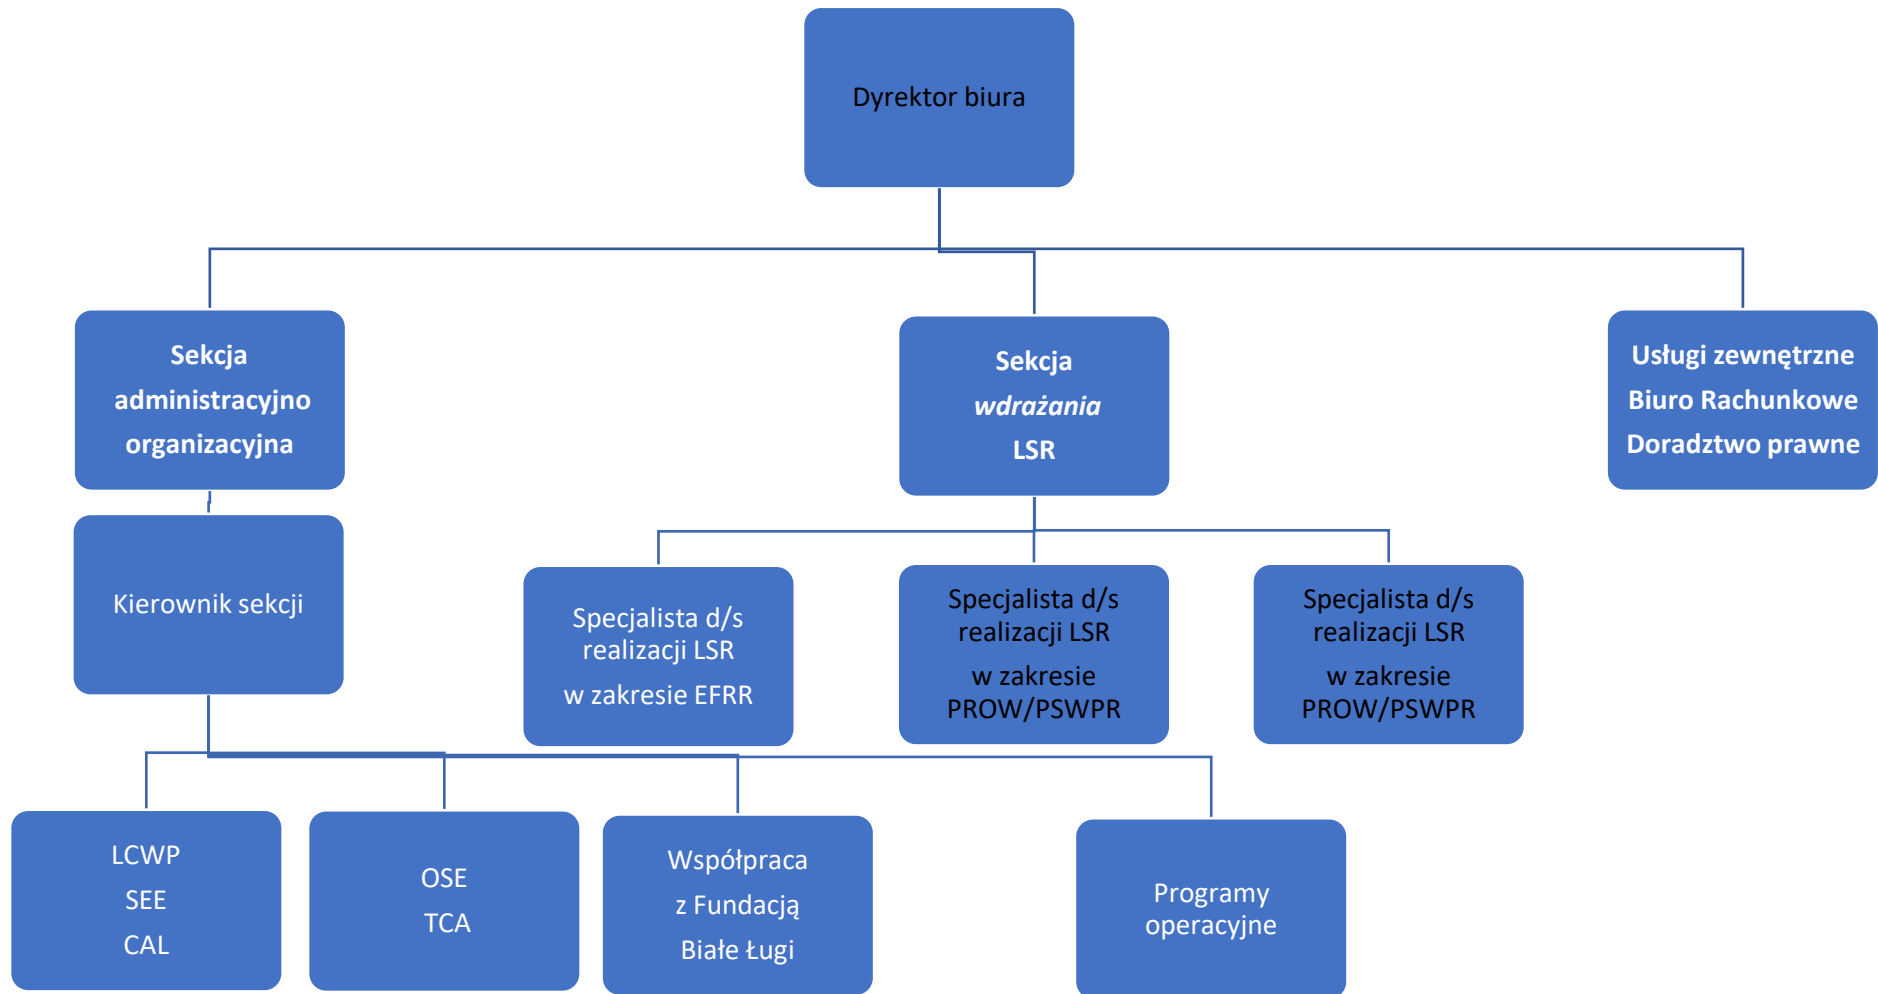 Dyrektor biura
Sekcja
administracyjno
organizacyjna
Sekcja
wdrażania
LSR
Usługi zewnętrzne
Biuro Rachunkowe
Doradztwo prawne
Kierownik sekcji
Specjalista d/s
realizacji LSR
w zakresie EFRR
Specjalista d/s
realizacji LSR
w zakresie
PROW/PSWPR
Specjalista d/s
realizacji LSR
w zakresie
PROW/PSWPR
LCWP
SEE
CAL
OSE
TCA
Współpraca
z Fundacją
Białe Ługi
Programy
operacyjne